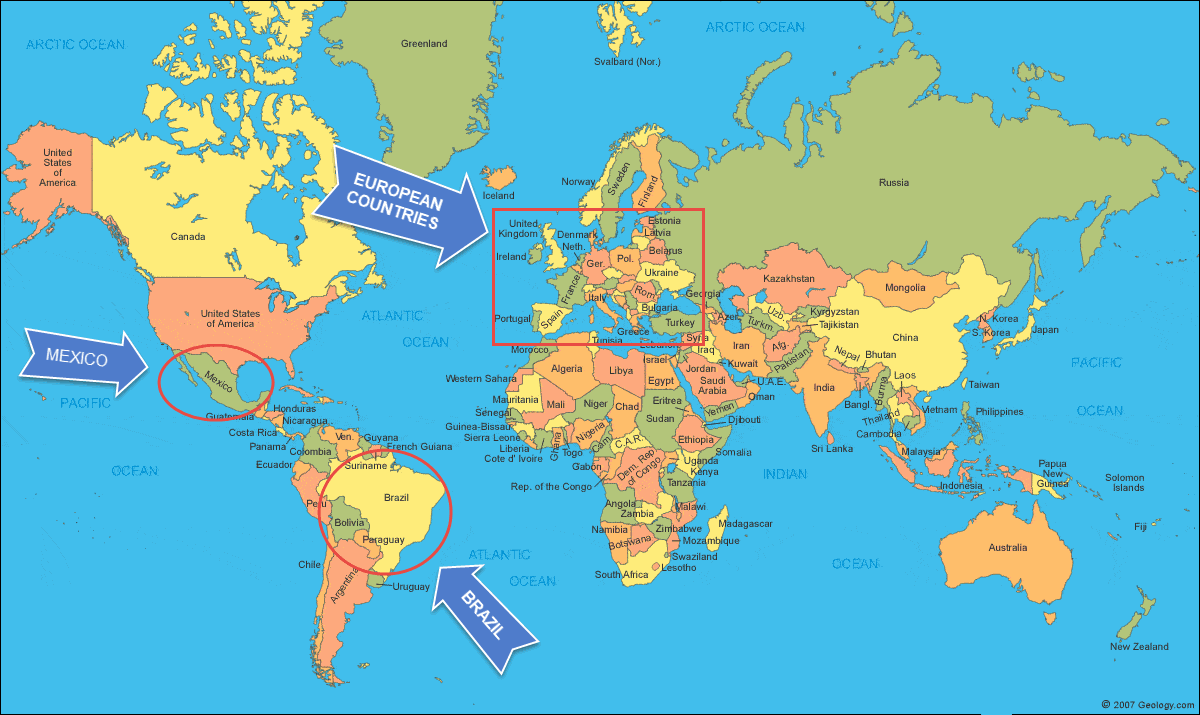 ARCTIC OCEAN
ARCTIC OCEAN
Greenland
Svalbard (Nor.)
United
States
of
America
Canada
EUROPEAN
COUNTRIES
Iceland
Norway
Sweden
Finland
Russia
United
Kingdom
Ireland
Denmark
Neth.
Estonia
Latvia
Belarus
Ger.
Pol.
Ukraine
France
Rom.
Italy
Bulgaria
Portugal
Spain
Greece
Turkey
Georgia
Azer.
Kazakhstan
Mongolia
Uzb.
Kyrgyzstan
Turkm.
Tajikistan
China
N. Korea
S. Korea
Japan
United States
of America
ATLANTIC
OCEAN
MEXICO
Mexico
PACIFIC
OCEAN
Morocco
Tunisia
Lebanon
Syria
Israel
Iraq
Iran
Afg.
Pakistan
Nepal
Bhutan
Jordan
Kuwait
Saudi
Arabia
U.A.E.
Oman
Yemen
India
Bangl.
Burma
Laos
Taiwan
Thailand
Vietnam
Cambodia
Philippines
Sri Lanka
Malaysia
Indonesia
Papua
New
Guinea
Solomon
Islands
Fiji
PACIFIC
OCEAN
Western Sahara
Algeria
Libya
Egypt
Mauritania
Mali
Niger
Chad
Sudan
Eritrea
Djibouti
Senegal
Guinea-Bissau
Sierra Leone
Liberia
Cote d' Ivoire
Ghana
Togo
Nigeria
Cam.
C.A.R.
Ethiopia
Somalia
Gabon
Rep. of the Congo
Dem. Rep
of Congo
Uganda
Kenya
Tanzania
Angola
Zambia
Malawi
Zimbabwe
Mozambique
Namibia
Botswana
Madagascar
Swaziland
Lesotho
South Africa
Guatemala
Honduras
Nicaragua
Costa Rica
Panama
Ven.
Guyana
French Guiana
Colombia
Suriname
Ecuador
Peru
Brazil
Bolivia
Paraguay
Chile
Argentina
Uruguay
BRAZIL
ATLANTIC
OCEAN
INDIAN
OCEAN
Australia
New Zealand
© 2007 Geology.com